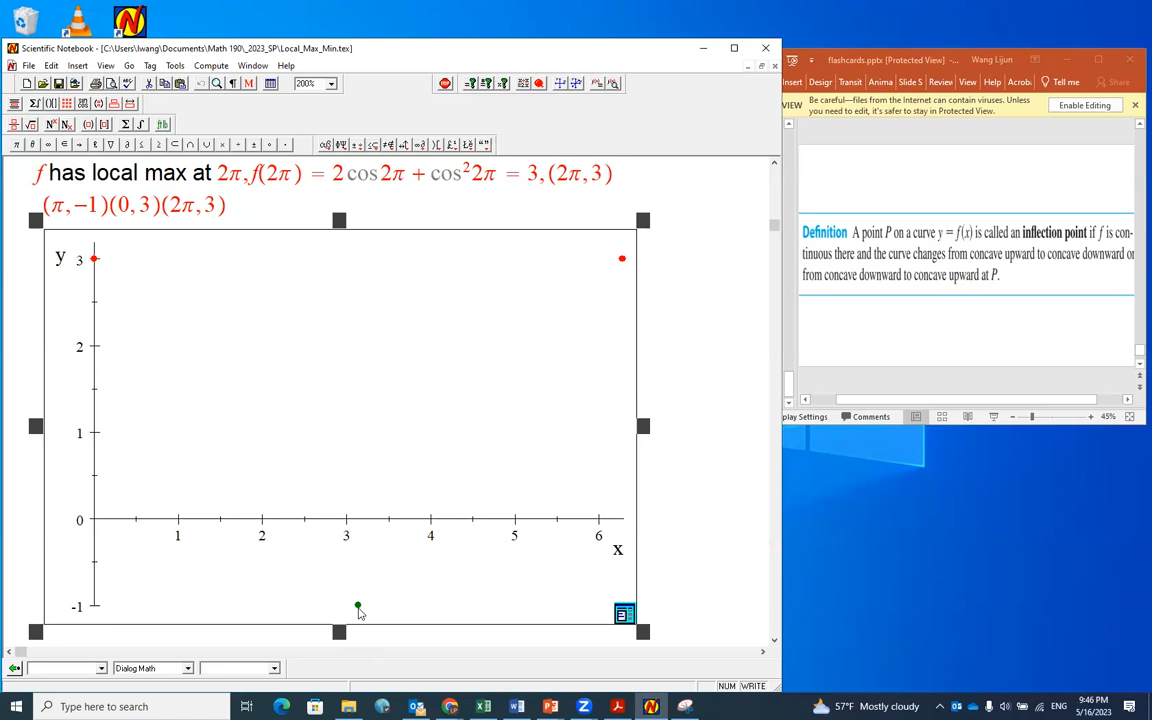 Scientific Notebook - [C:\Users\lwang\Documents\Math 190\_2023_SP\Local_Max_Min.tex]
File Edit Insert View Go Tag Tools Compute Window Help
200%
f has local max at 2π, f(2π) = 2 cos 2π + cos² 2π = 3, (2π, 3)
(π, −1)(0, 3)(2π, 3)
y
3
2
1
0
-1
1 2 3 4 5 6
x
Dialog Math
NUM WRITE
flashcards.pptx [Protected View] -... Wang Lijun
Insert Desigr Transit Anima Slide S Review View Acrob Tell me Share
VIEW Be careful—files from the Internet can contain viruses. Unless you need to edit, it's safer to stay in Protected View. Enable Editing
Definition A point P on a curve y = f(x) is called an inflection point if f is con-
tinuous there and the curve changes from concave upward to concave downward or
from concave downward to concave upward at P.
play Settings Comments 45%
Type here to search
57°F Mostly cloudy ENG 9:46 PM
5/16/2023